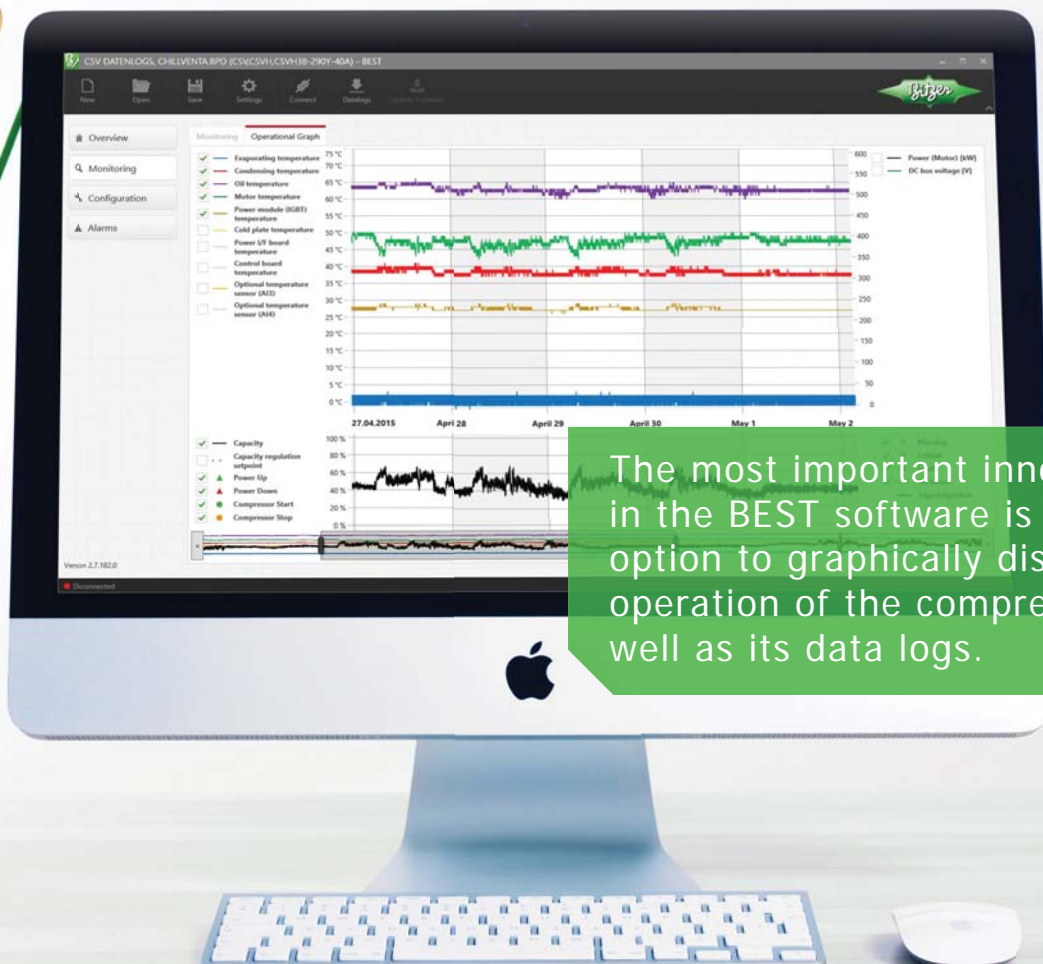 CSV DATENLOGS, CHILLVENTA.BPD (CSV,CSVH,CSVH3B-290Y-40A) – BEST
New Open Save Settings Connect Datalogs
Bitzer
Overview
Monitoring
Configuration
Alarms
Monitoring Operational Graph
Evaporating temperature
Condensing temperature
Oil temperature
Motor temperature
Power module (IGBT)
temperature
Cold plate temperature
Power I/F board
temperature
Control board
temperature
Optional temperature
sensor (AI3)
Optional temperature
sensor (AI4)
75 °C
70 °C
65 °C
60 °C
55 °C
50 °C
45 °C
40 °C
35 °C
30 °C
25 °C
20 °C
15 °C
10 °C
5 °C
0 °C
600
550
500
450
400
350
300
250
200
150
100
50
0
Power (Motor) [kW]
DC bus voltage [V]
27.04.2015 April 28 April 29 April 30 May 1 May 2
Capacity
Capacity regulation
setpoint
Power Up
Power Down
Compressor Start
Compressor Stop
100 %
80 %
60 %
40 %
20 %
0 %
The most important inno
in the BEST software is
option to graphically dis
operation of the compre
well as its data logs.
Version 2.7.182.0
Disconnected